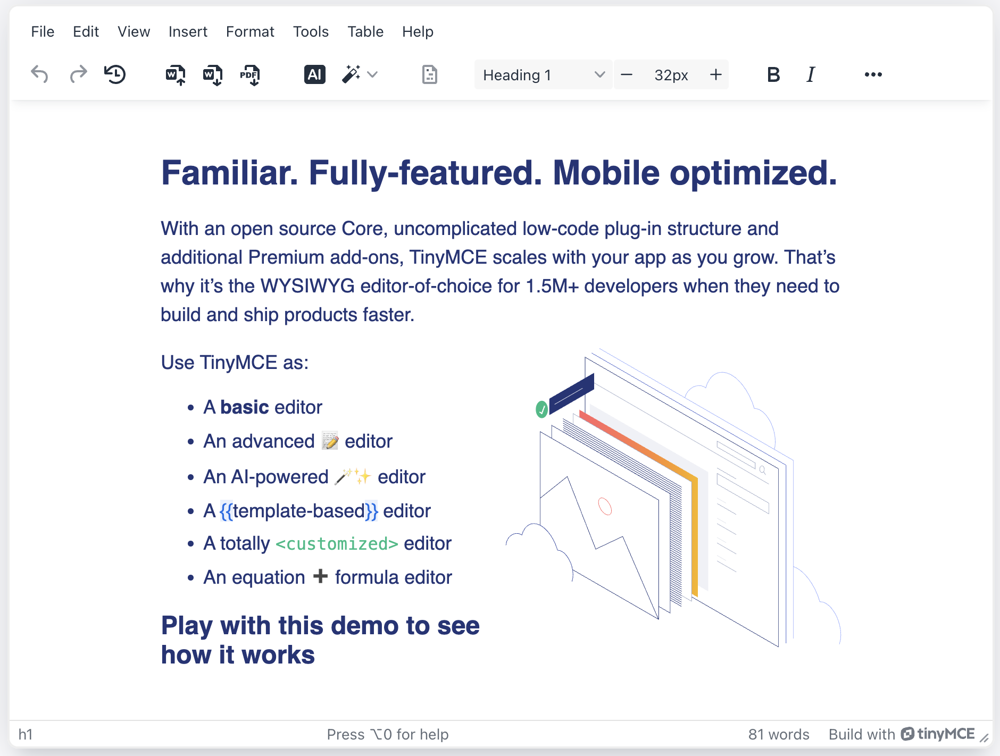 File Edit View Insert Format Tools Table Help
W W PDF AI Heading 1 32px B I
Familiar. Fully-featured. Mobile optimized.
With an open source Core, uncomplicated low-code plug-in structure and
additional Premium add-ons, TinyMCE scales with your app as you grow. That’s
why it’s the WYSIWYG editor-of-choice for 1.5M+ developers when they need to
build and ship products faster.
Use TinyMCE as:
• A basic editor
• An advanced 📝 editor
• An AI-powered 🪄✨ editor
• A {{template-based}} editor
• A totally <customized> editor
• An equation ➕ formula editor
Play with this demo to see
how it works
h1 Press ⌥0 for help 81 words Build with tinyMCE